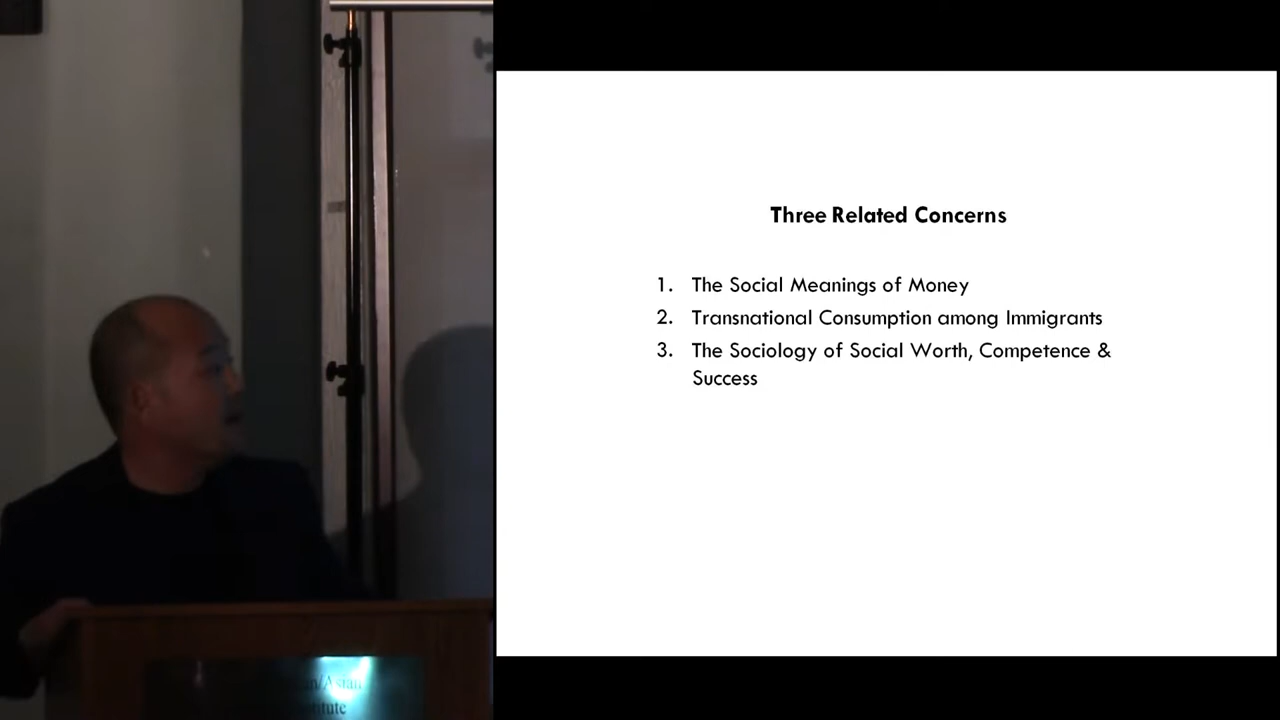 Three Related Concerns
1. The Social Meanings of Money
2. Transnational Consumption among Immigrants
3. The Sociology of Social Worth, Competence &
Success